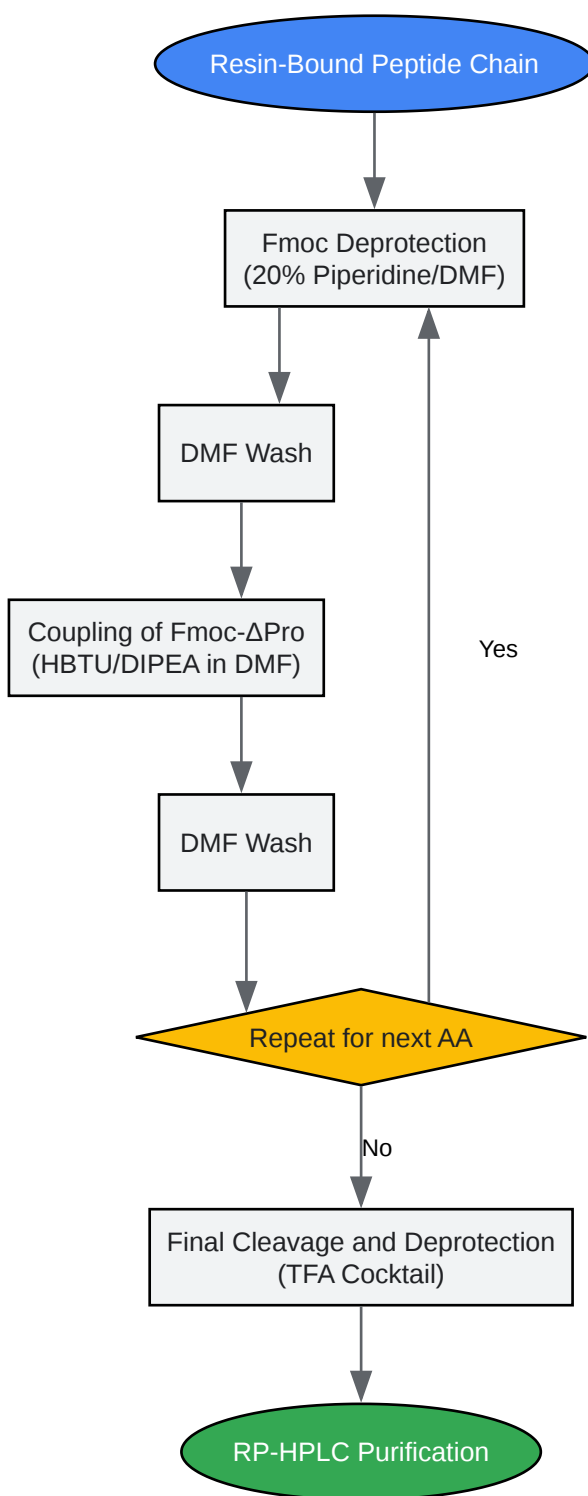 Resin-Bound Peptide Chain
Fmoc Deprotection
(20% Piperidine/DMF)
DMF Wash
Coupling of Fmoc-ΔPro
(HBTU/DIPEA in DMF)
Yes
DMF Wash
Repeat for next AA
No
Final Cleavage and Deprotection
(TFA Cocktail)
RP-HPLC Purification